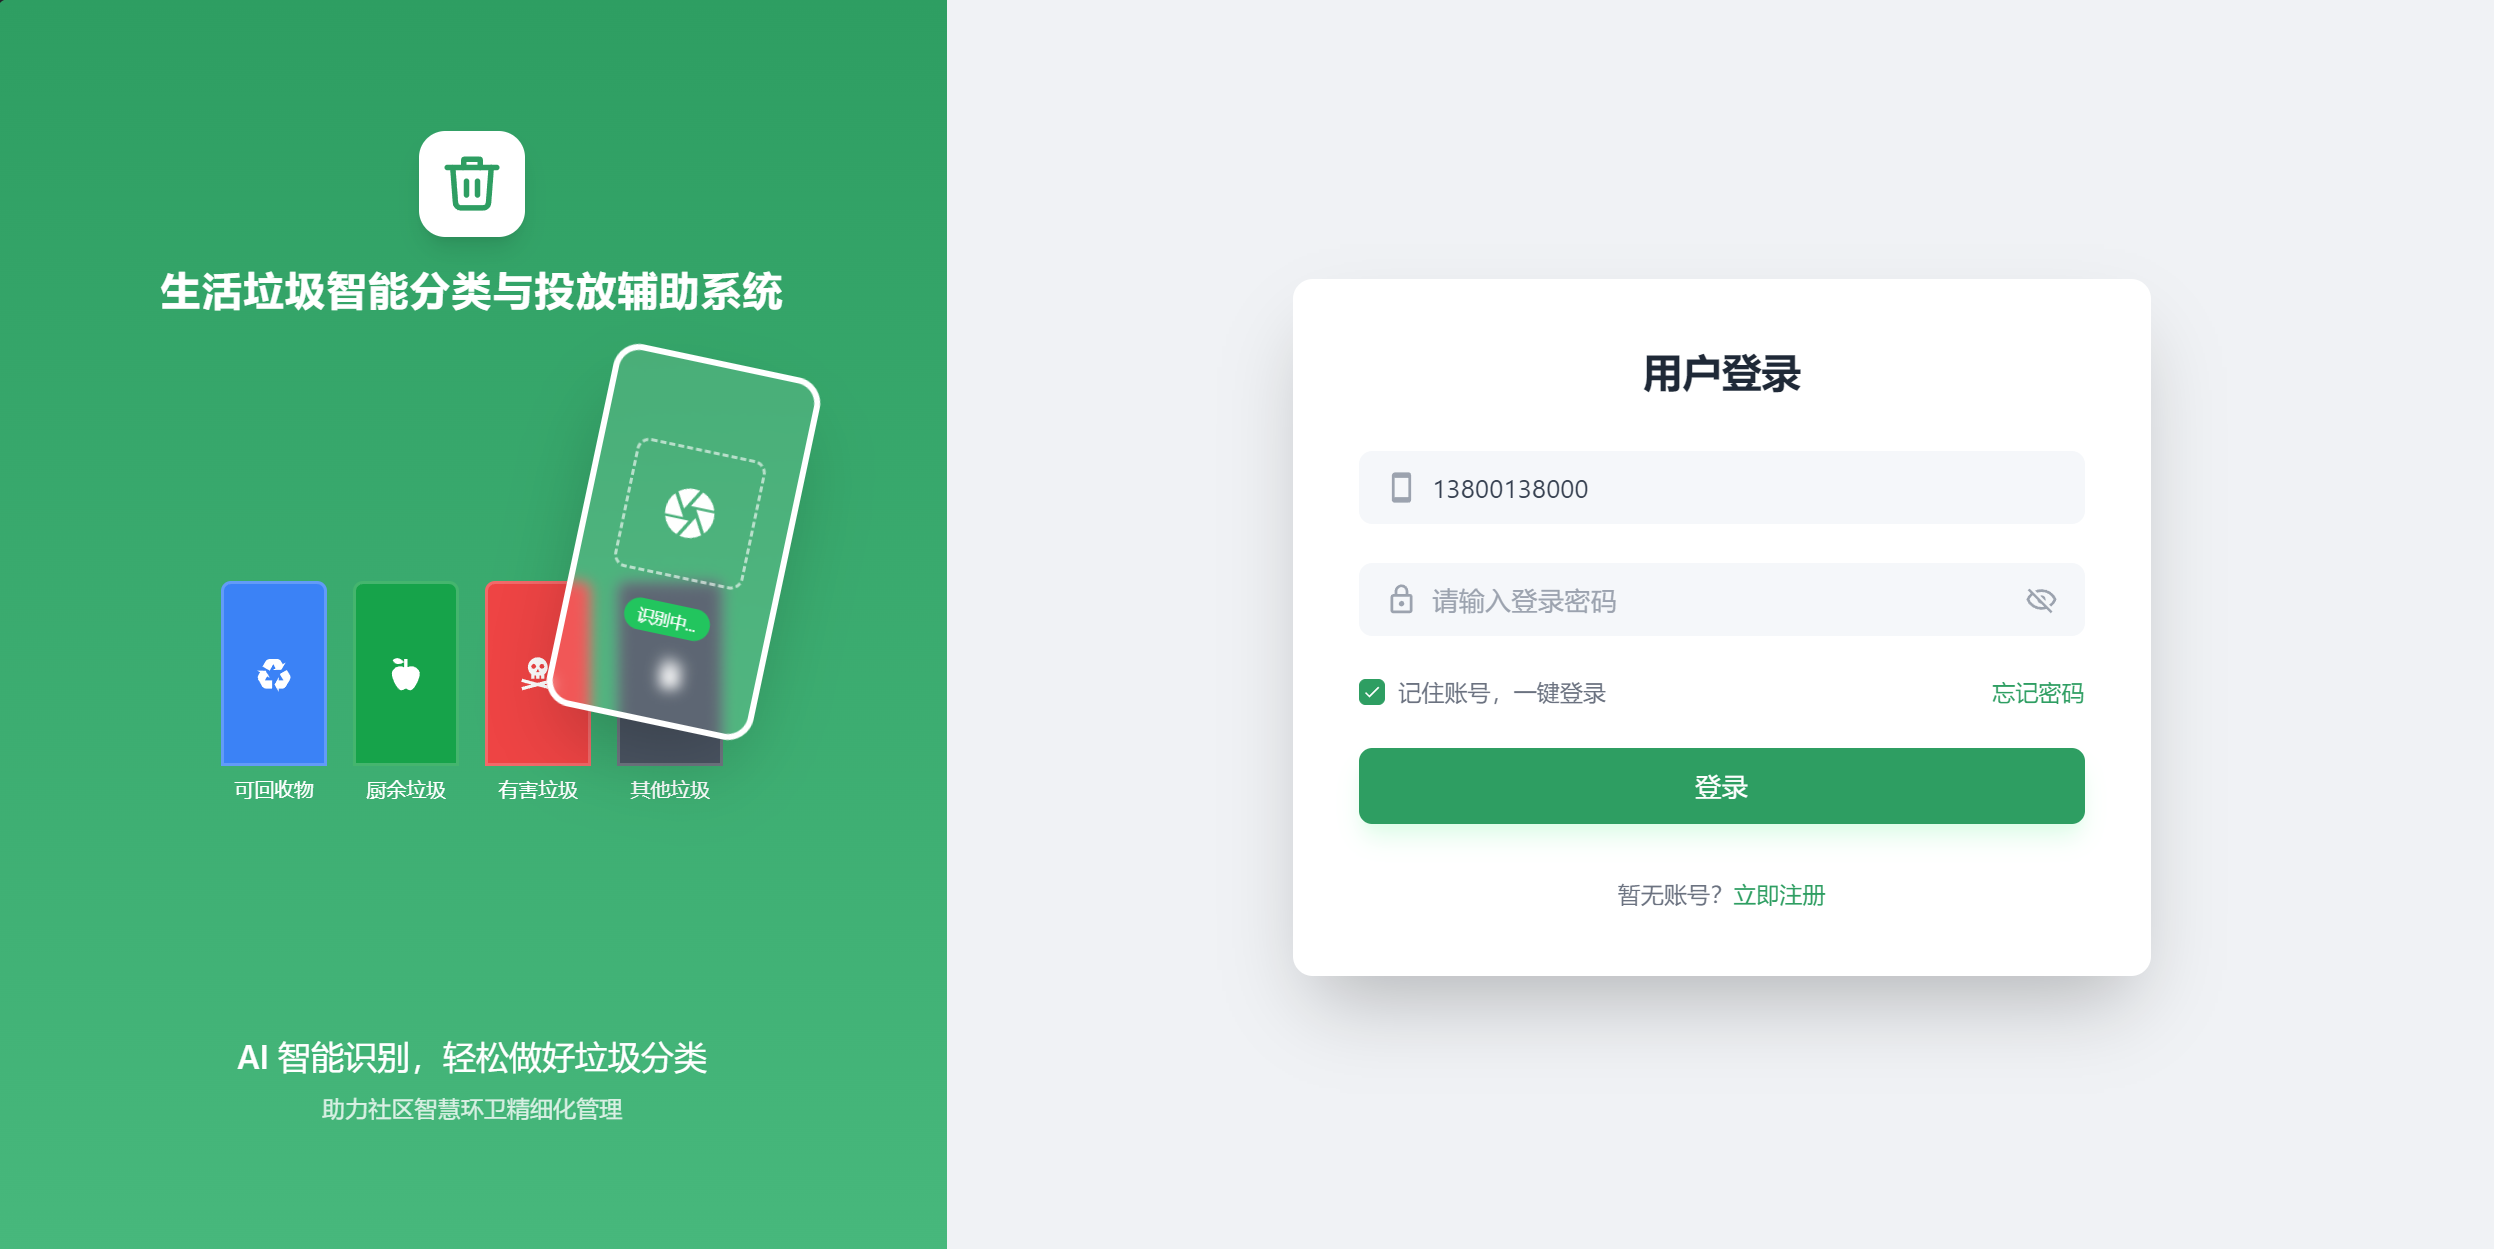 生活垃圾智能分类与投放辅助系统
识别中...
可回收物
厨余垃圾
有害垃圾
其他垃圾
AI 智能识别，轻松做好垃圾分类
助力社区智慧环卫精细化管理
用户登录
13800138000
请输入登录密码
记住账号，一键登录
忘记密码
登录
暂无账号？立即注册